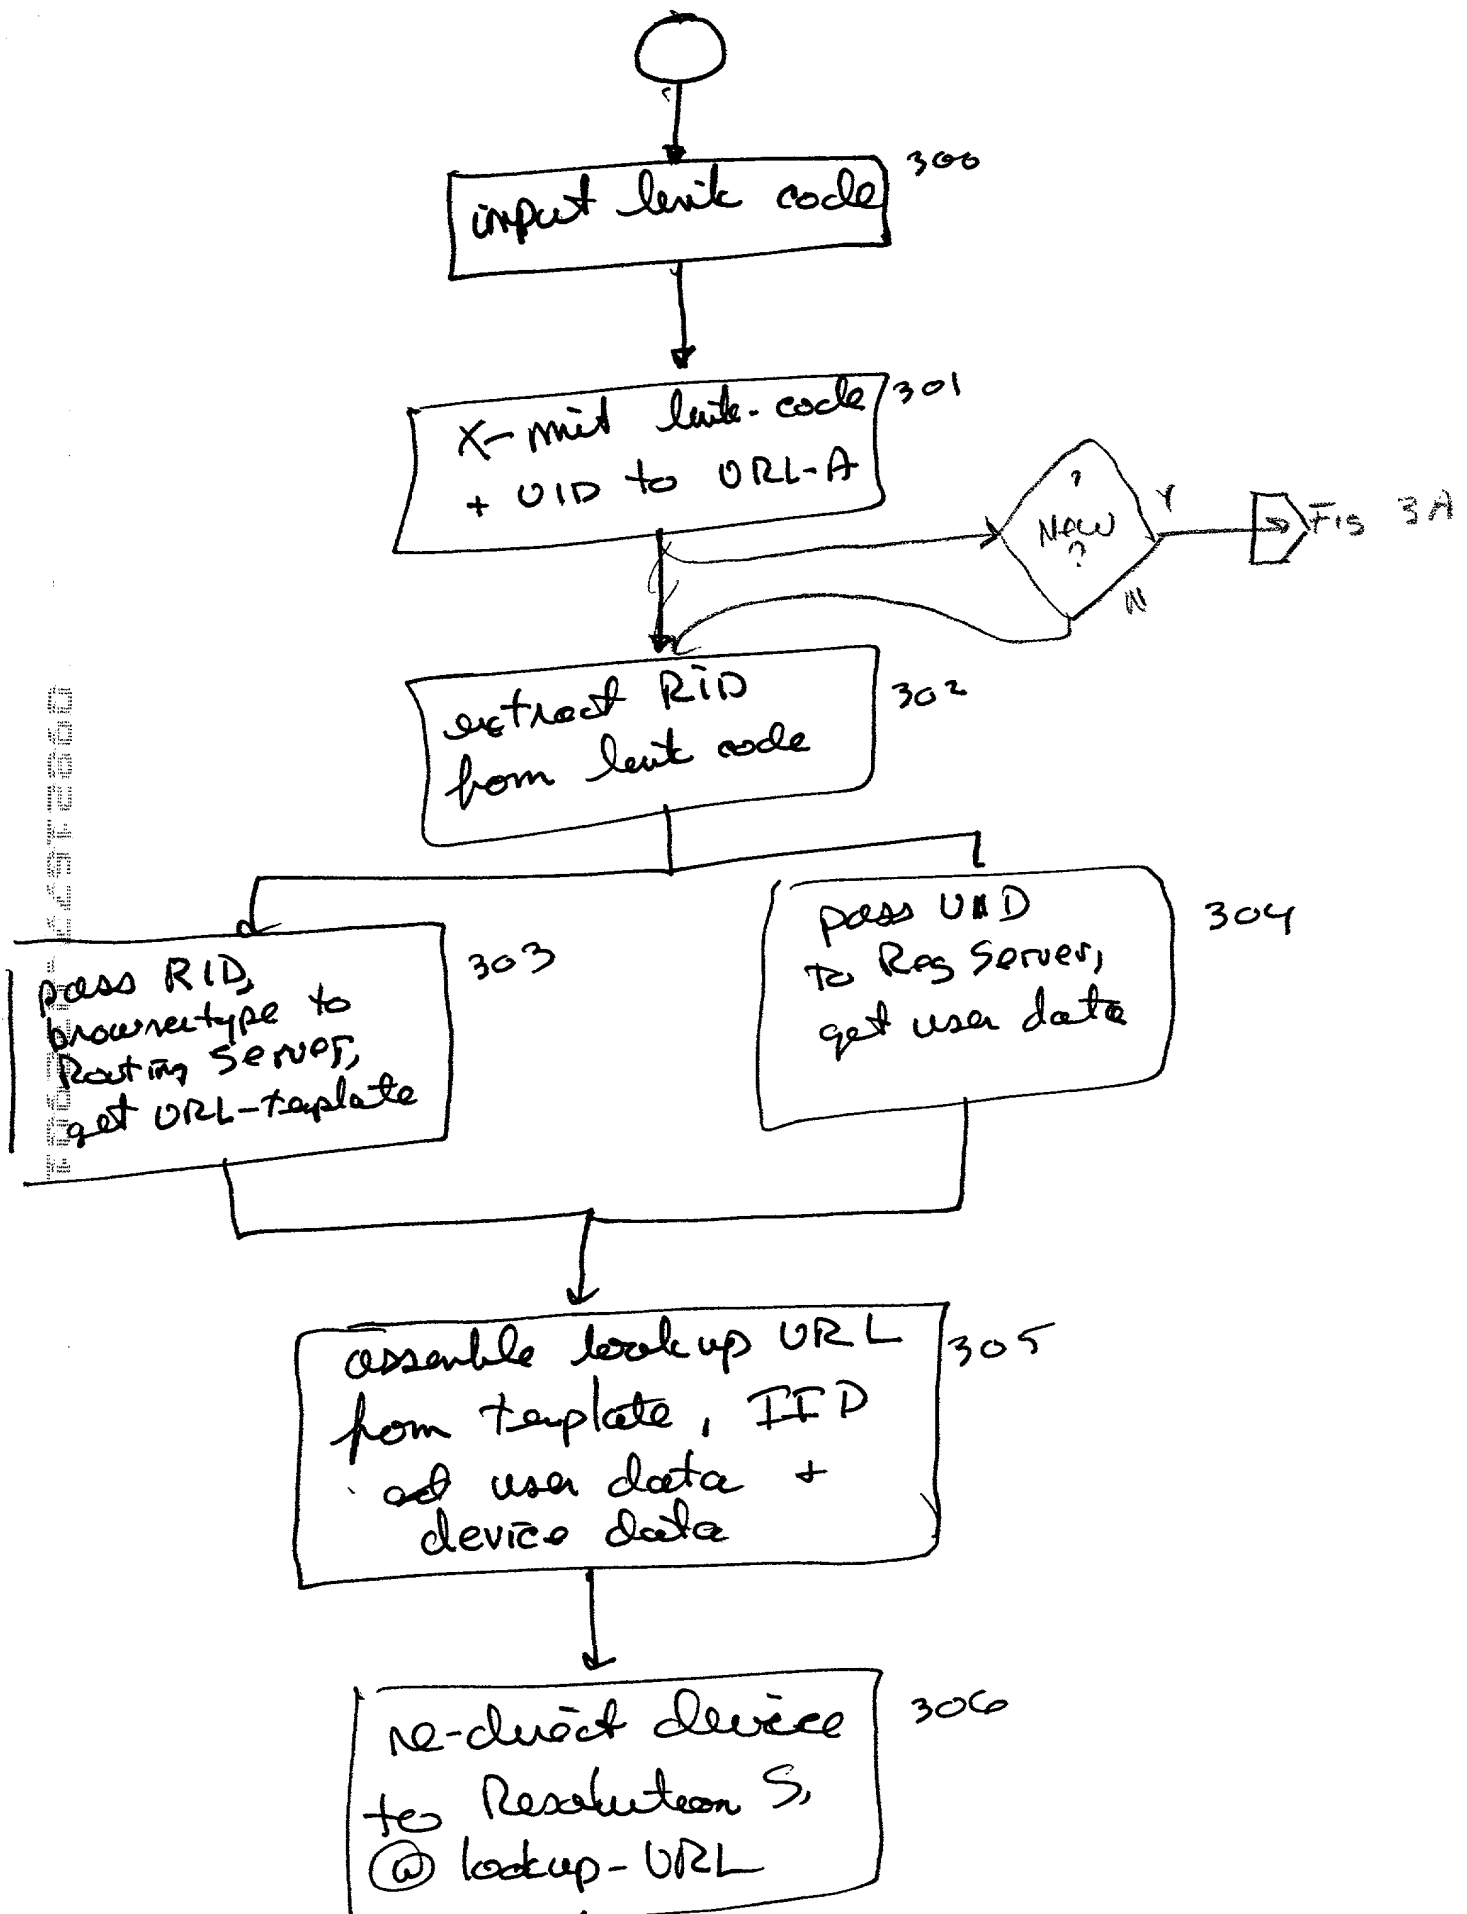 300
input link code
301
X-mit link-code
+ UID to URL-A
?
New
?
Y
N
Fig 3A
302
extract RID
from link code
303
pass RID,
browsertype to
Routing Server,
get URL-template
304
pass UID
to Reg Server,
get user data
305
assemble lookup URL
from template, IID
ad user data +
device data
306
re-direct device
to Resolution S,
@ lookup-URL